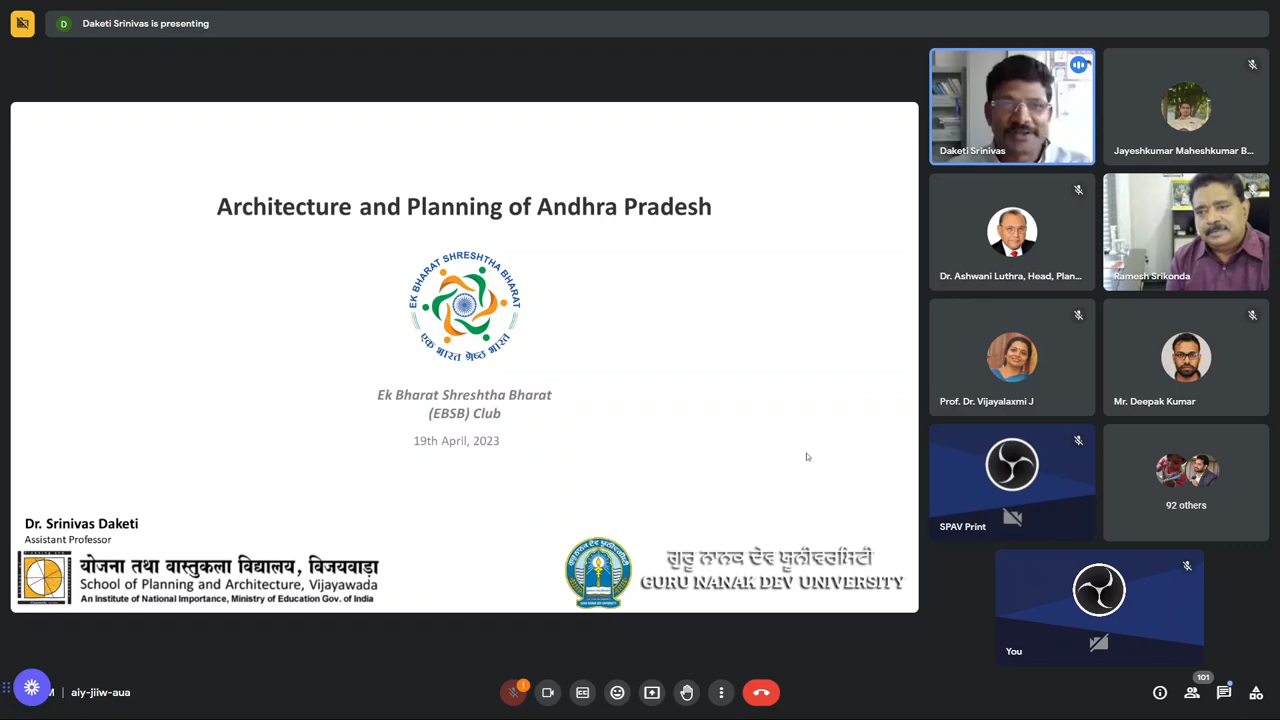 Daketi Srinivas is presenting
D
Architecture and Planning of Andhra Pradesh
EK BHARAT SHRESHTHA BHARAT
एक भारत श्रेष्ठ भारत
Ek Bharat Shreshtha Bharat
(EBSB) Club
19th April, 2023
Dr. Srinivas Daketi
Assistant Professor
योजना तथा वास्तुकला विद्यालय, विजयवाड़ा
School of Planning and Architecture, Vijayawada
An Institute of National Importance, Ministry of Education Gov. of India
ਗੁਰੂ ਨਾਨਕ ਦੇਵ ਯੂਨੀਵਰਸਿਟੀ
GURU NANAK DEV UNIVERSITY
Daketi Srinivas
Jayeshkumar Maheshkumar B...
Dr. Ashwani Luthra, Head, Plan...
Ramesh Srikonda
Prof. Dr. Vijayalaxmi J
Mr. Deepak Kumar
SPAV Print
92 others
You
M | aiy-jiiw-aua
101